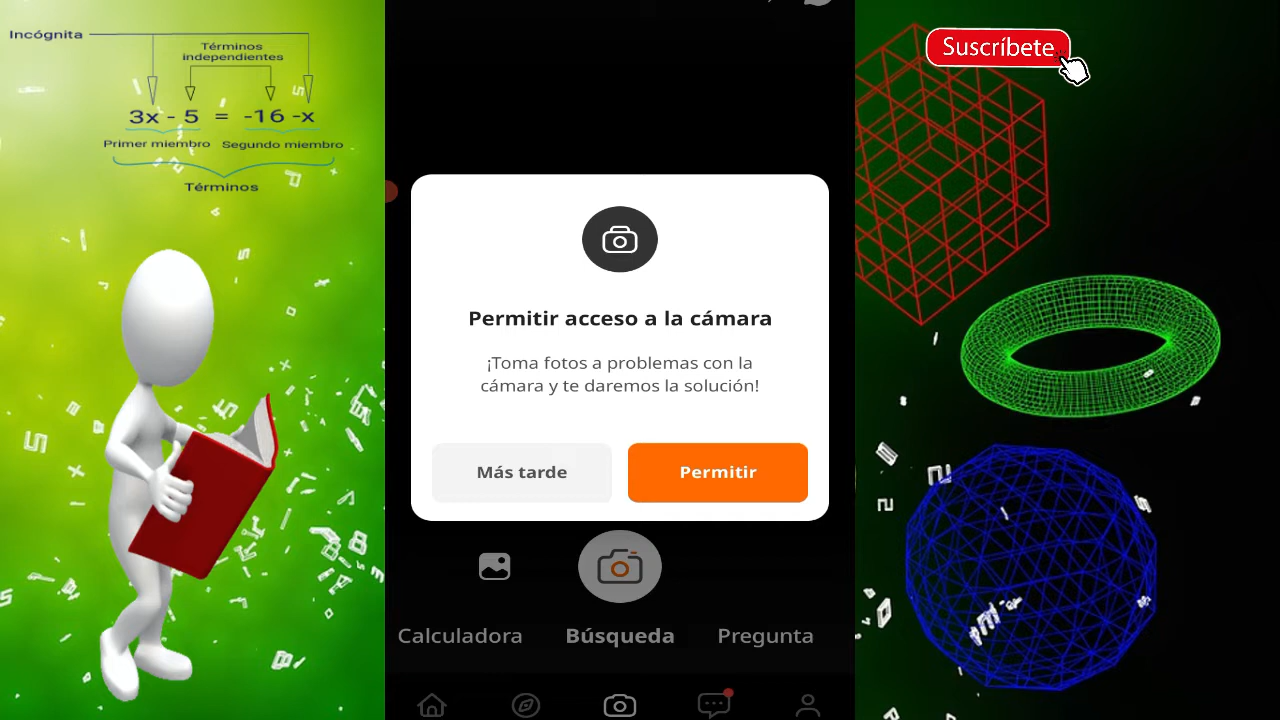 Incógnita
Términos
independientes
3x - 5 = -16 -x
Primer miembro Segundo miembro
Términos
Permitir acceso a la cámara
¡Toma fotos a problemas con la
cámara y te daremos la solución!
Más tarde Permitir
Calculadora Búsqueda Pregunta
Suscríbete